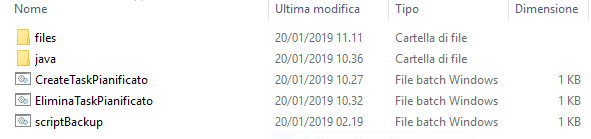 Nome Ultima modifica Tipo Dimensione
files 20/01/2019 11.11 Cartella di file
java 20/01/2019 10.36 Cartella di file
CreateTaskPianificato 20/01/2019 10.27 File batch Windows 1 KB
EliminaTaskPianificato 20/01/2019 10.32 File batch Windows 1 KB
scriptBackup 20/01/2019 02.19 File batch Windows 1 KB